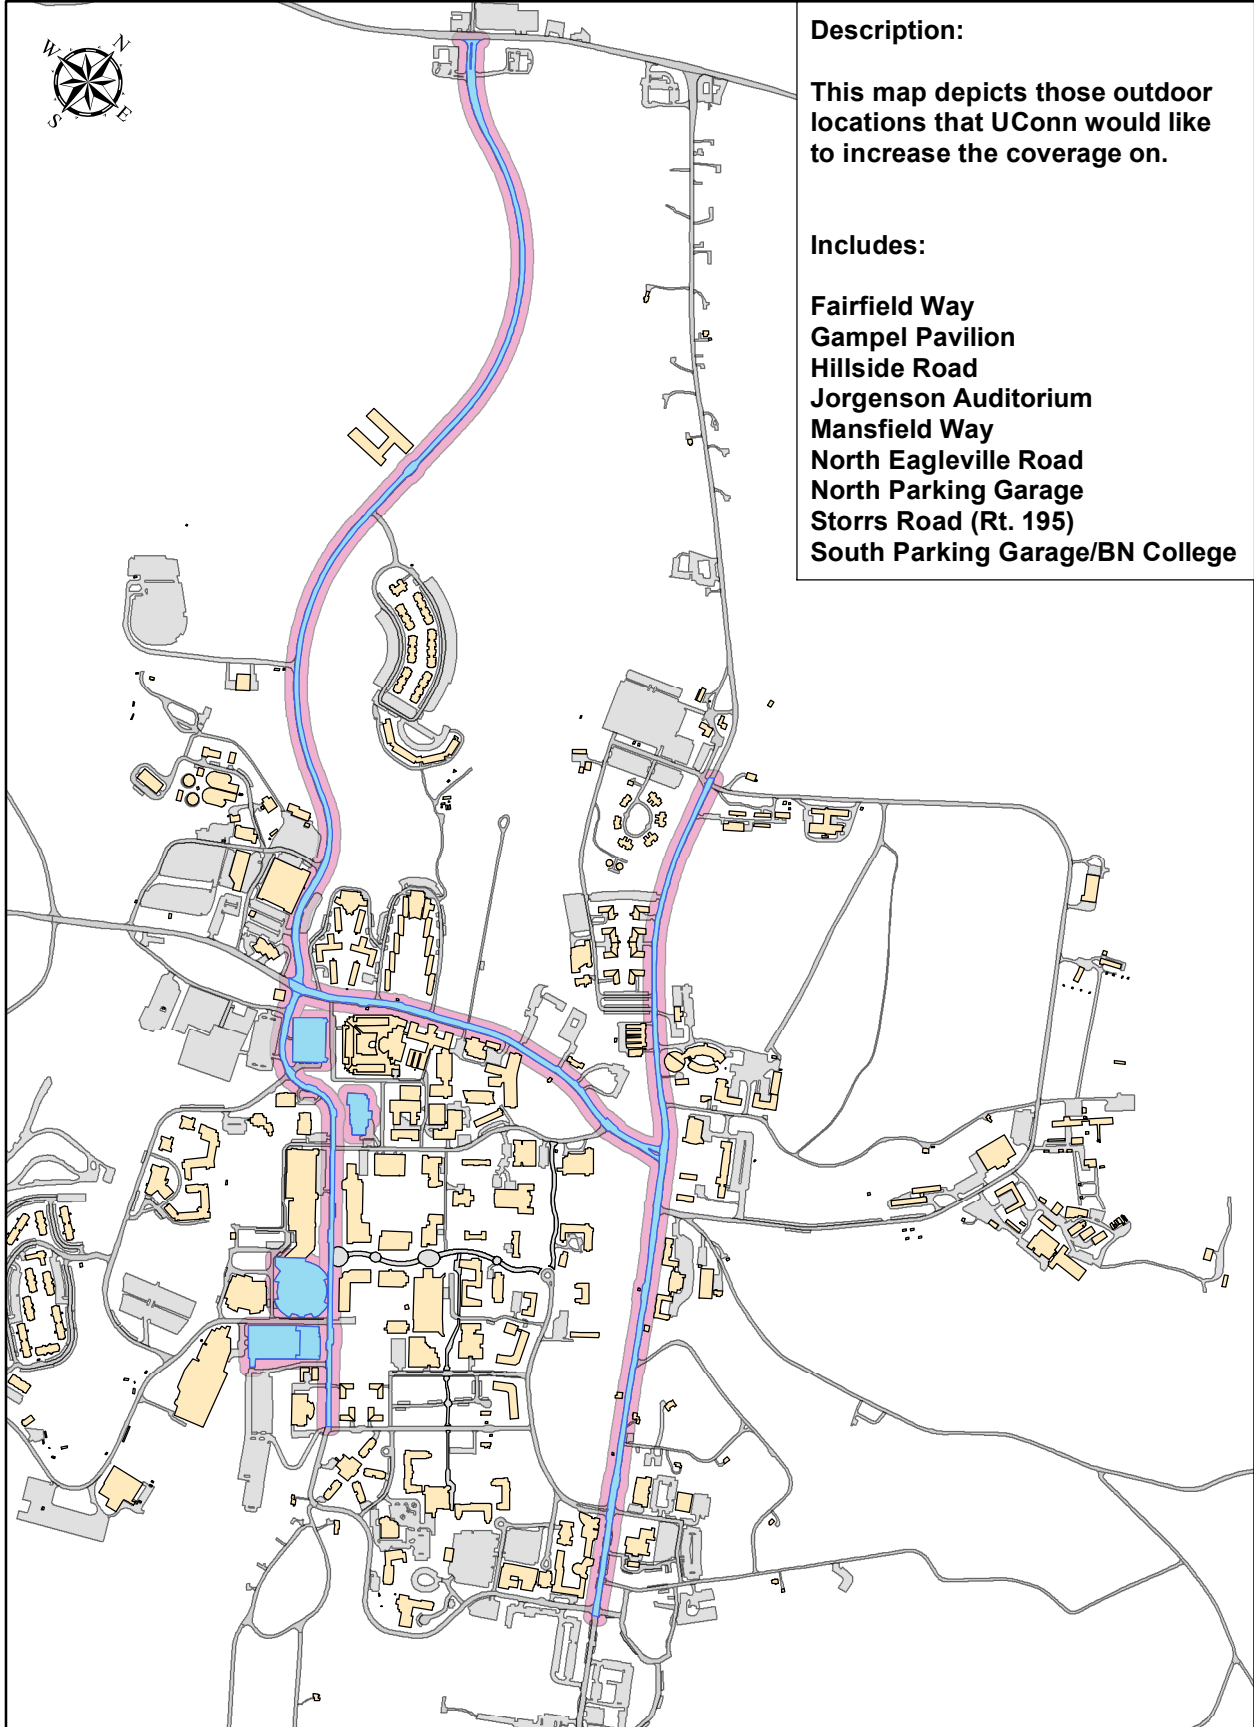 W
N
S
E
Description:
This map depicts those outdoor
locations that UConn would like
to increase the coverage on.
Includes:
Fairfield Way
Gampel Pavilion
Hillside Road
Jorgenson Auditorium
Mansfield Way
North Eagleville Road
North Parking Garage
Storrs Road (Rt. 195)
South Parking Garage/BN College